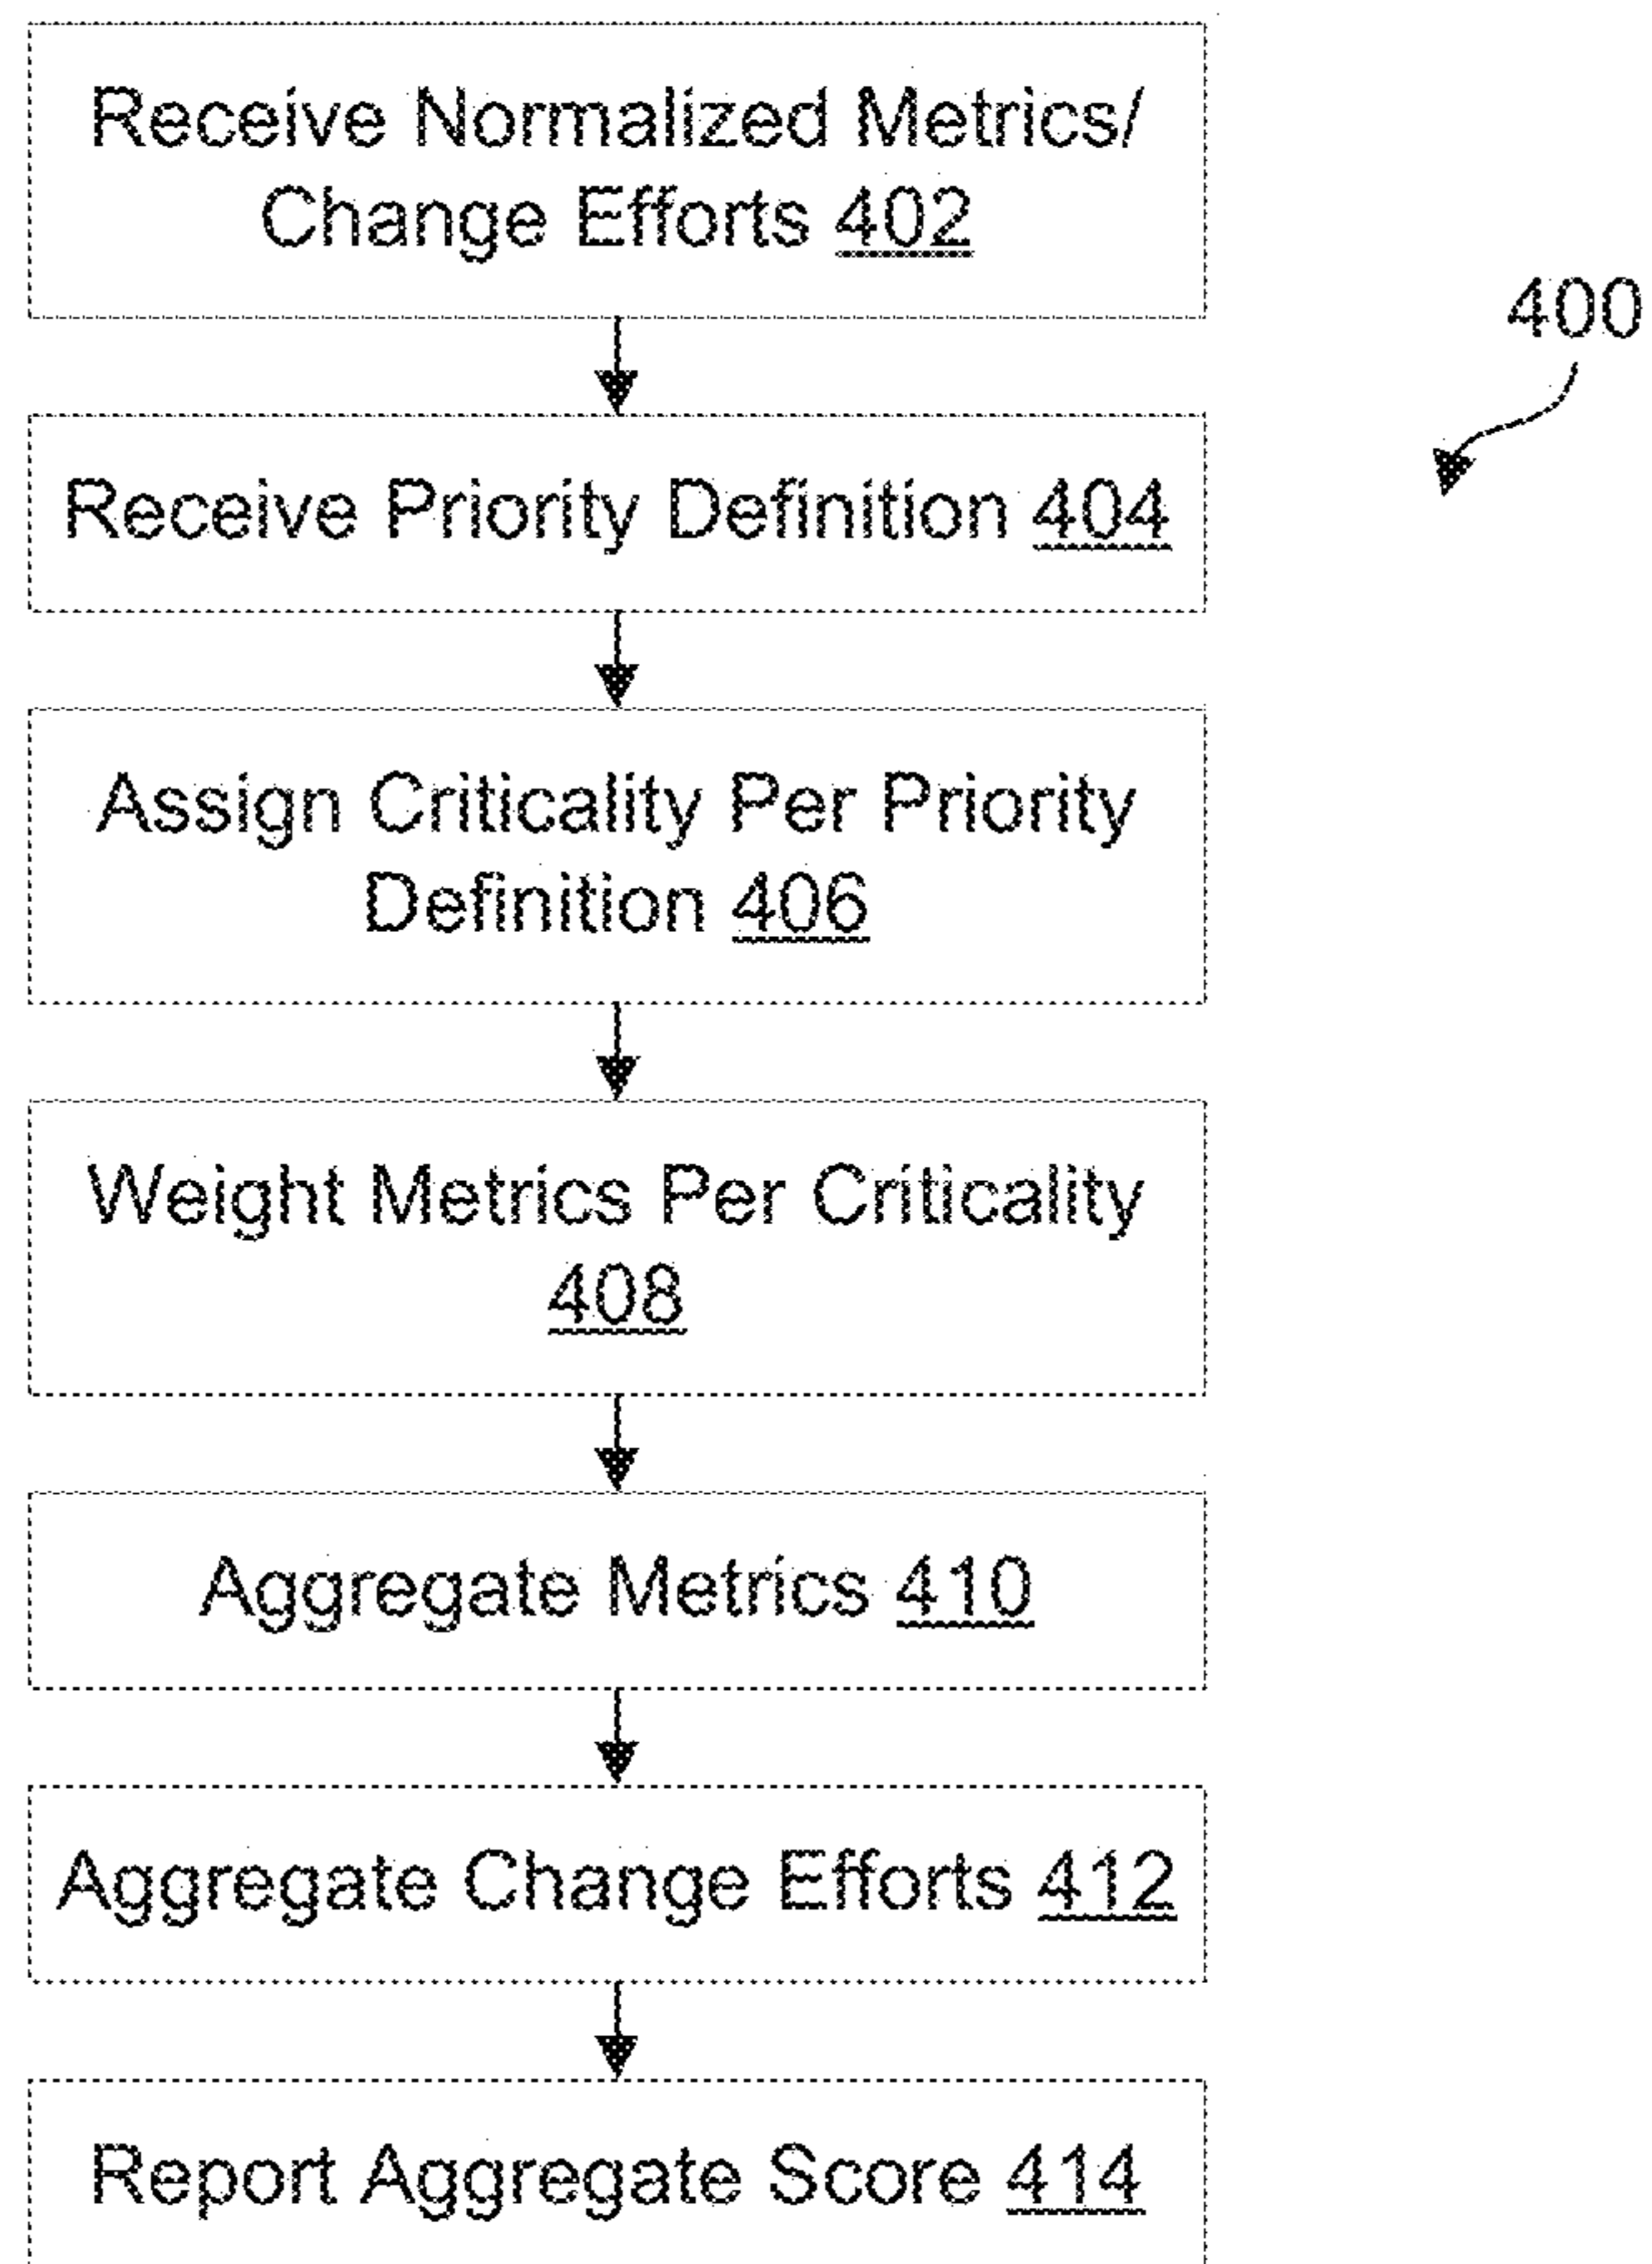 Receive Normalized Metrics/
Change Efforts 402
400
Receive Priority Definition 404
Assign Criticality Per Priority
Definition 406
Weight Metrics Per Criticality
408
Aggregate Metrics 410
Aggregate Change Efforts 412
Report Aggregate Score 414